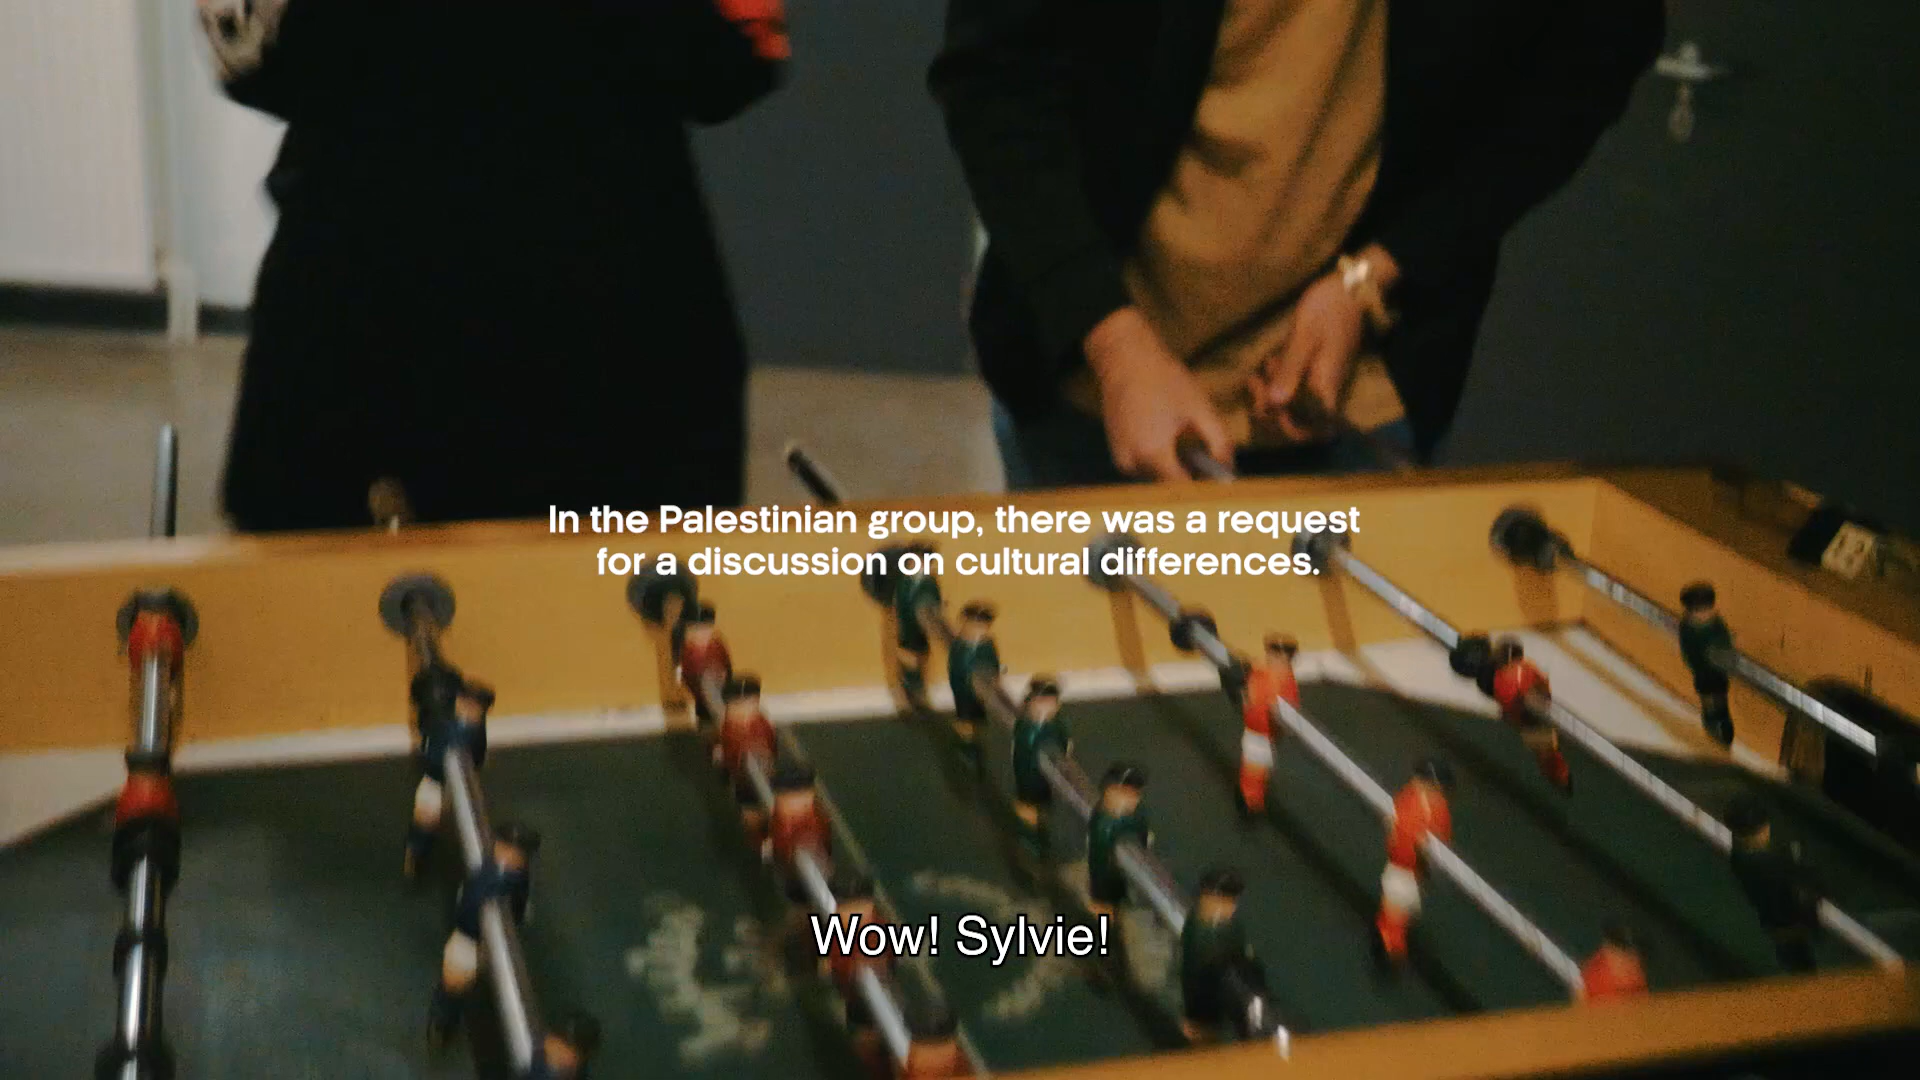 In the Palestinian group, there was a request
for a discussion on cultural differences.
Wow! Sylvie!